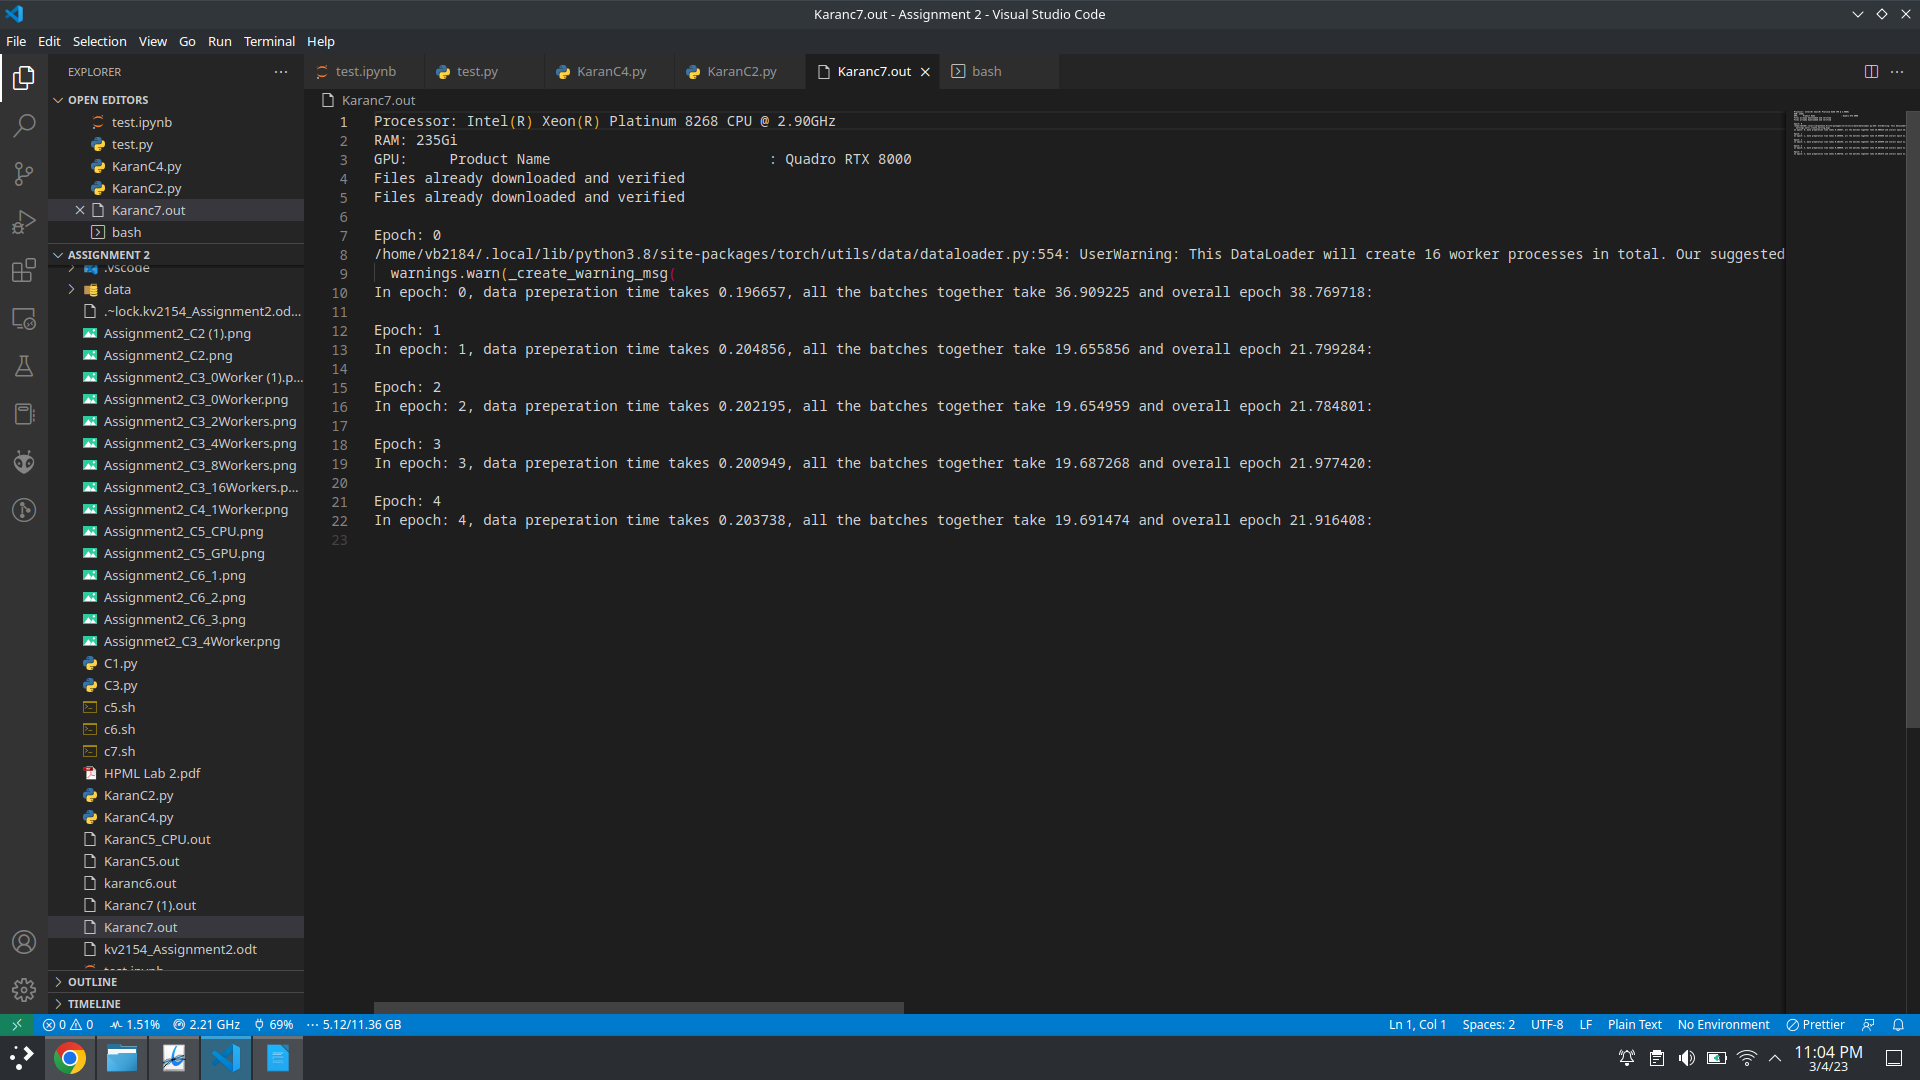 Karanc7.out - Assignment 2 - Visual Studio Code
File Edit Selection View Go Run Terminal Help
EXPLORER
OPEN EDITORS
test.ipynb
test.py
KaranC4.py
KaranC2.py
Karanc7.out
bash
ASSIGNMENT 2
.vscode
data
.~lock.kv2154_Assignment2.od...
Assignment2_C2 (1).png
Assignment2_C2.png
Assignment2_C3_0Worker (1).p...
Assignment2_C3_0Worker.png
Assignment2_C3_2Workers.png
Assignment2_C3_4Workers.png
Assignment2_C3_8Workers.png
Assignment2_C3_16Workers.p...
Assignment2_C4_1Worker.png
Assignment2_C5_CPU.png
Assignment2_C5_GPU.png
Assignment2_C6_1.png
Assignment2_C6_2.png
Assignment2_C6_3.png
Assignmet2_C3_4Worker.png
C1.py
C3.py
c5.sh
c6.sh
c7.sh
HPML Lab 2.pdf
KaranC2.py
KaranC4.py
KaranC5_CPU.out
KaranC5.out
karanc6.out
Karanc7 (1).out
Karanc7.out
kv2154_Assignment2.odt
test.ipynb
OUTLINE
TIMELINE
test.ipynb test.py KaranC4.py KaranC2.py Karanc7.out bash
Karanc7.out
1 Processor: Intel(R) Xeon(R) Platinum 8268 CPU @ 2.90GHz
2 RAM: 235Gi
3 GPU: Product Name : Quadro RTX 8000
4 Files already downloaded and verified
5 Files already downloaded and verified
6
7 Epoch: 0
8 /home/vb2184/.local/lib/python3.8/site-packages/torch/utils/data/dataloader.py:554: UserWarning: This DataLoader will create 16 worker processes in total. Our suggested
9 warnings.warn(_create_warning_msg(
10 In epoch: 0, data preperation time takes 0.196657, all the batches together take 36.909225 and overall epoch 38.769718:
11
12 Epoch: 1
13 In epoch: 1, data preperation time takes 0.204856, all the batches together take 19.655856 and overall epoch 21.799284:
14
15 Epoch: 2
16 In epoch: 2, data preperation time takes 0.202195, all the batches together take 19.654959 and overall epoch 21.784801:
17
18 Epoch: 3
19 In epoch: 3, data preperation time takes 0.200949, all the batches together take 19.687268 and overall epoch 21.977420:
20
21 Epoch: 4
22 In epoch: 4, data preperation time takes 0.203738, all the batches together take 19.691474 and overall epoch 21.916408:
23
0 0 1.51% 2.21 GHz 69% 5.12/11.36 GB Ln 1, Col 1 Spaces: 2 UTF-8 LF Plain Text No Environment Prettier
11:04 PM
3/4/23